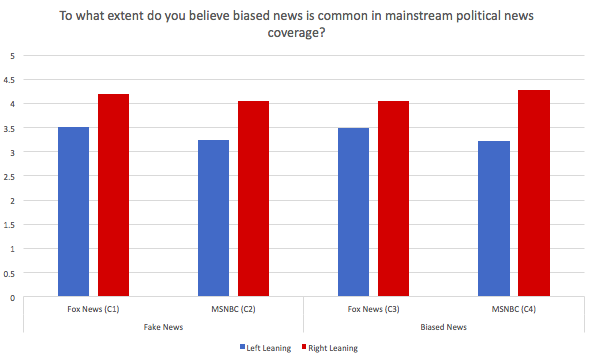 To what extent do you believe biased news is common in mainstream political news
coverage?
5
4.5
4
3.5
3
2.5
2
1.5
1
0.5
0
Fox News (C1) MSNBC (C2) Fox News (C3) MSNBC (C4)
Fake News Biased News
Left Leaning Right Leaning